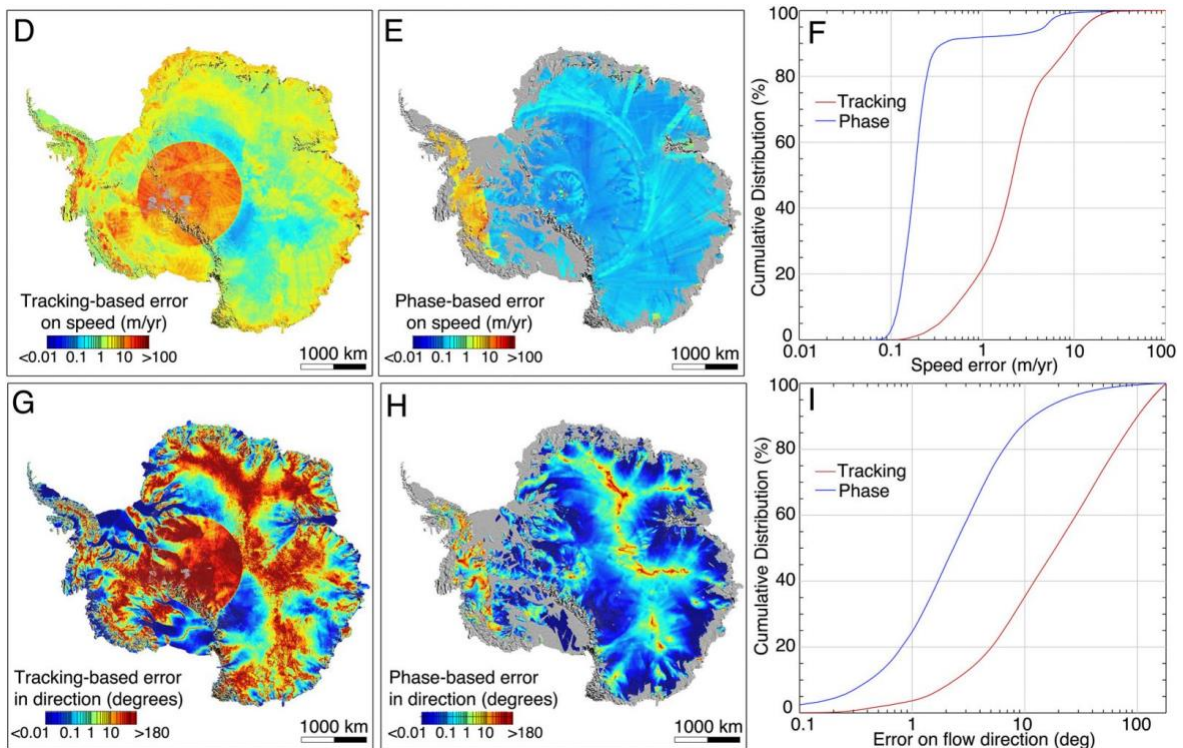 D
Tracking-based error
on speed (m/yr)
<0.01 0.1 1 10 >100
1000 km
E
Phase-based error
on speed (m/yr)
<0.01 0.1 1 10 >100
1000 km
F
Cumulative Distribution (%)
100
80
60
40
20
0
Tracking
Phase
0.01 0.1 1 10 100
Speed error (m/yr)
G
Tracking-based error
in direction (degrees)
<0.01 1 3 10 >180
1000 km
H
Phase-based error
in direction (degrees)
<0.01 1 3 10 >180
1000 km
I
Cumulative Distribution (%)
100
80
60
40
20
0
Tracking
Phase
0.1 1 10 100
Error on flow direction (deg)